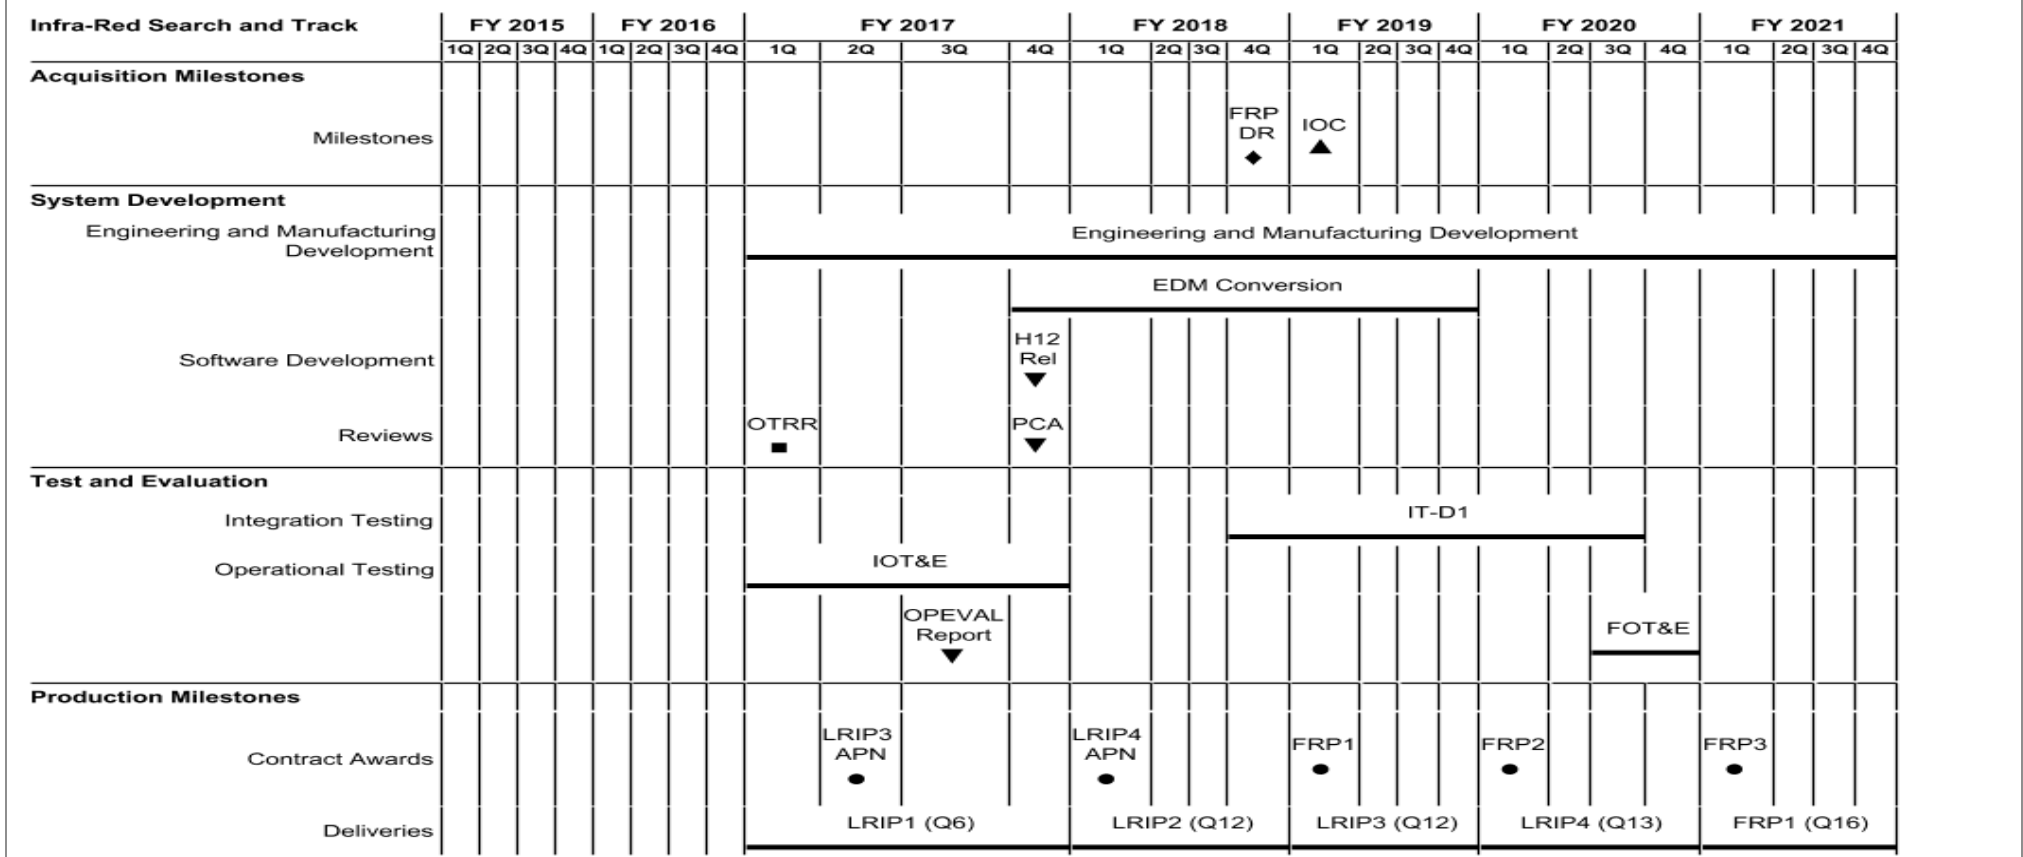 Infra-Red Search and Track FY 2015 FY 2016 FY 2017 FY 2018 FY 2019 FY 2020 FY 2021
1Q 2Q 3Q 4Q 1Q 2Q 3Q 4Q 1Q 2Q 3Q 4Q 1Q 2Q 3Q 4Q 1Q 2Q 3Q 4Q 1Q 2Q 3Q 4Q 1Q 2Q 3Q 4Q
Acquisition Milestones
Milestones
FRP
DR
IOC
System Development
Engineering and Manufacturing
Development
Engineering and Manufacturing Development
EDM Conversion
Software Development
H12
Rel
Reviews
OTRR
PCA
Test and Evaluation
Integration Testing
IT-D1
Operational Testing
IOT&E
OPEVAL
Report
FOT&E
Production Milestones
Contract Awards
LRIP3
APN
LRIP4
APN
FRP1
FRP2
FRP3
Deliveries
LRIP1 (Q6)
LRIP2 (Q12)
LRIP3 (Q12)
LRIP4 (Q13)
FRP1 (Q16)